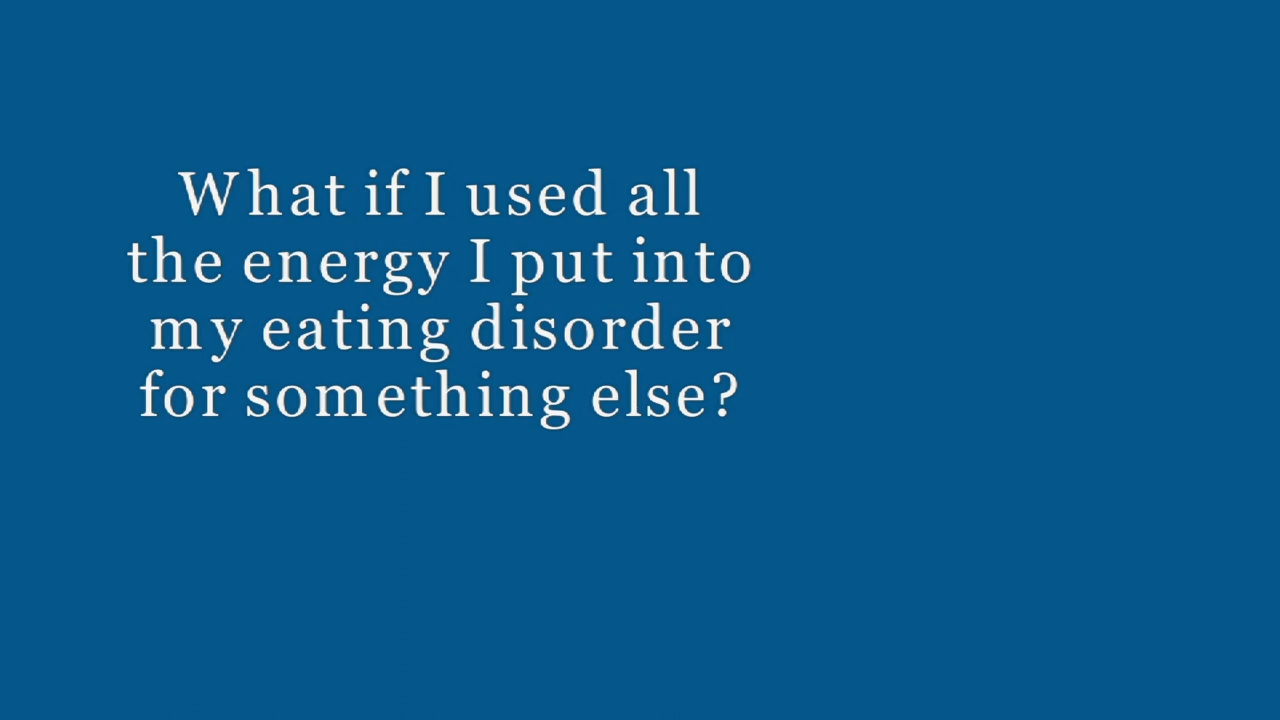 What if I used all
the energy I put into
my eating disorder
for something else?